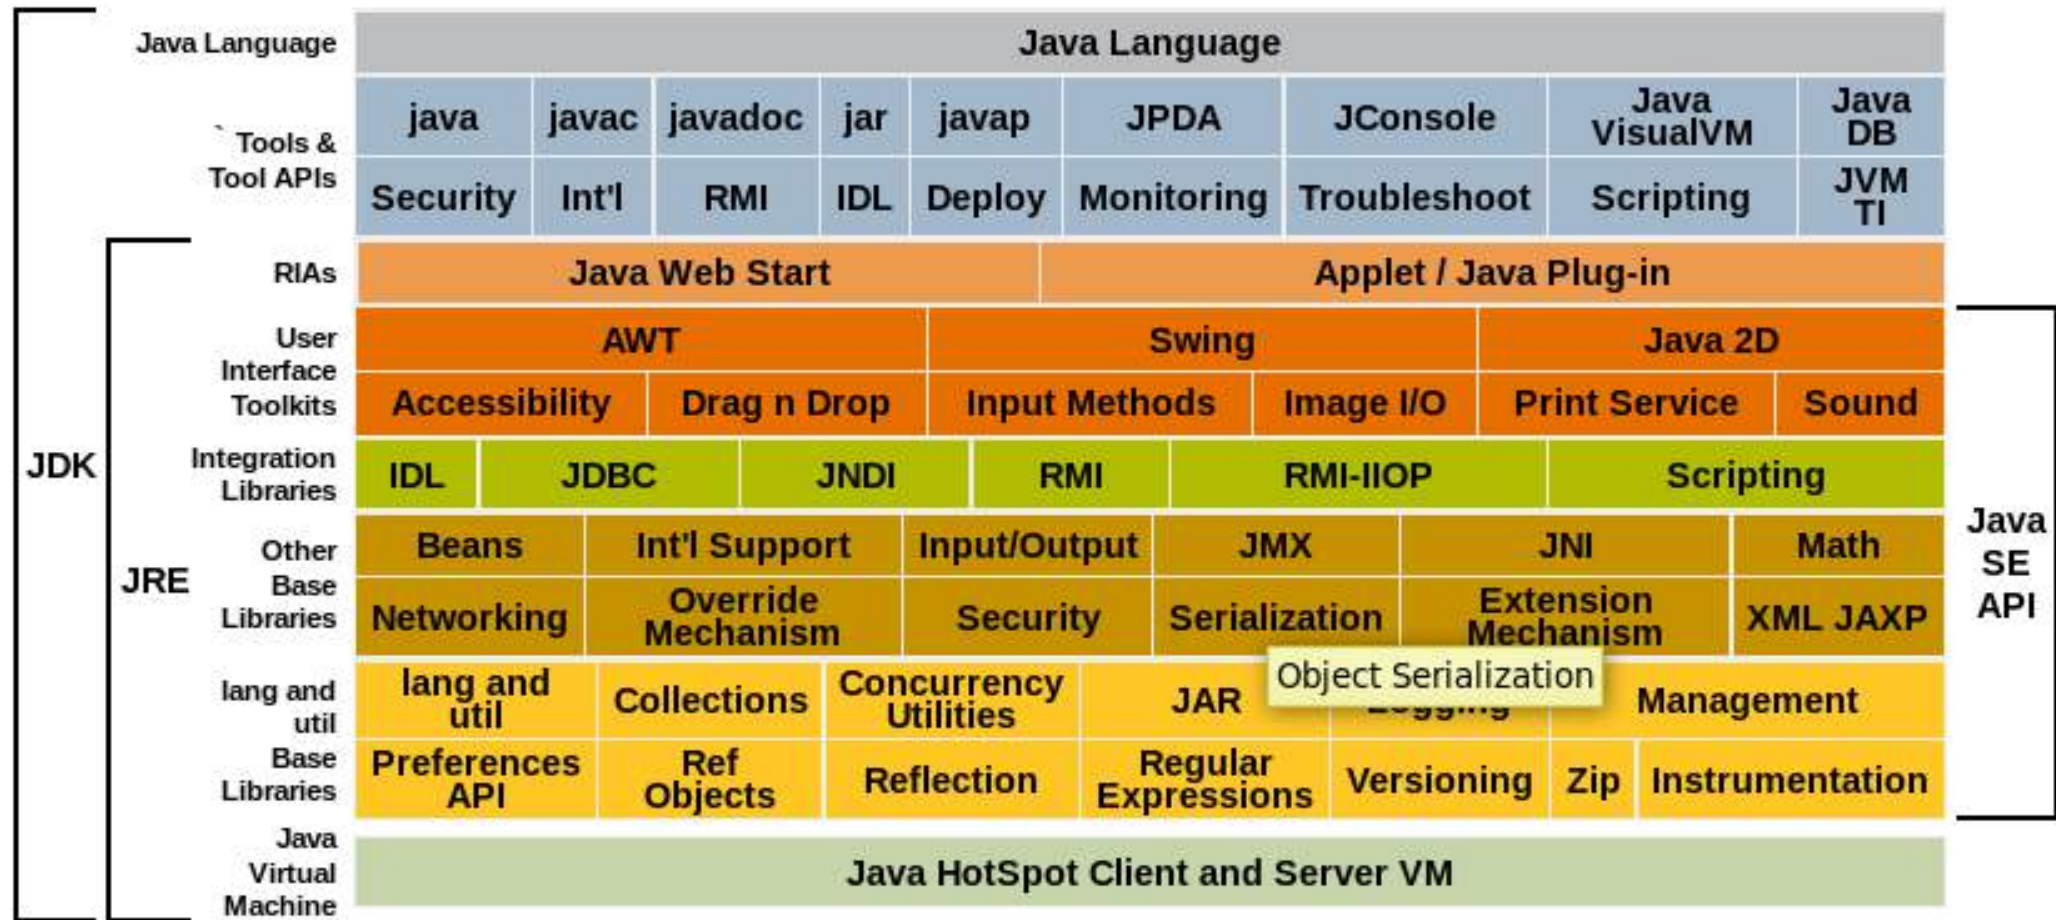 Java Language
Java Language
` Tools &
Tool APIs
java javac javadoc jar javap JPDA JConsole Java VisualVM Java DB
Security Int'l RMI IDL Deploy Monitoring Troubleshoot Scripting JVM TI
RIAs
Java Web Start Applet / Java Plug-in
User
Interface
Toolkits
AWT Swing Java 2D
Accessibility Drag n Drop Input Methods Image I/O Print Service Sound
JDK
Integration
Libraries
IDL JDBC JNDI RMI RMI-IIOP Scripting
JRE
Other
Base
Libraries
Beans Int'l Support Input/Output JMX JNI Math
Networking Override Mechanism Security Serialization Extension Mechanism XML JAXP
Java
SE
API
Object Serialization
lang and
util
Base
Libraries
lang and util Collections Concurrency Utilities JAR Management
Preferences API Ref Objects Reflection Regular Expressions Versioning Zip Instrumentation
Java
Virtual
Machine
Java HotSpot Client and Server VM